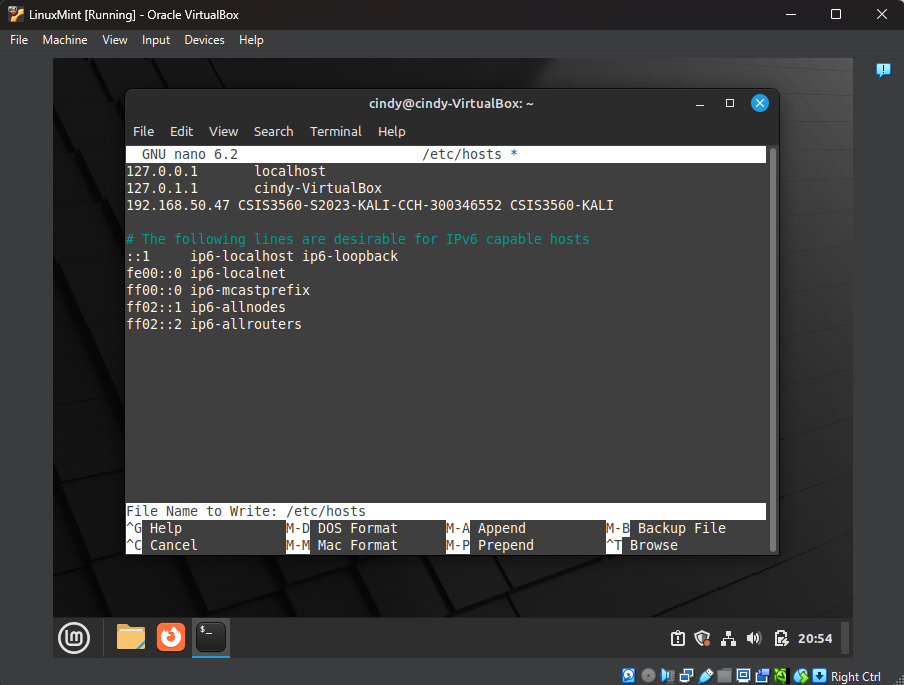 LinuxMint [Running] - Oracle VirtualBox
File Machine View Input Devices Help
cindy@cindy-VirtualBox: ~
File Edit View Search Terminal Help
GNU nano 6.2 /etc/hosts *
127.0.0.1 localhost
127.0.1.1 cindy-VirtualBox
192.168.50.47 CSIS3560-S2023-KALI-CCH-300346552 CSIS3560-KALI
# The following lines are desirable for IPv6 capable hosts
::1 ip6-localhost ip6-loopback
fe00::0 ip6-localnet
ff00::0 ip6-mcastprefix
ff02::1 ip6-allnodes
ff02::2 ip6-allrouters
File Name to Write: /etc/hosts
^G Help M-D DOS Format M-A Append M-B Backup File
^C Cancel M-M Mac Format M-P Prepend ^T Browse
20:54
Right Ctrl